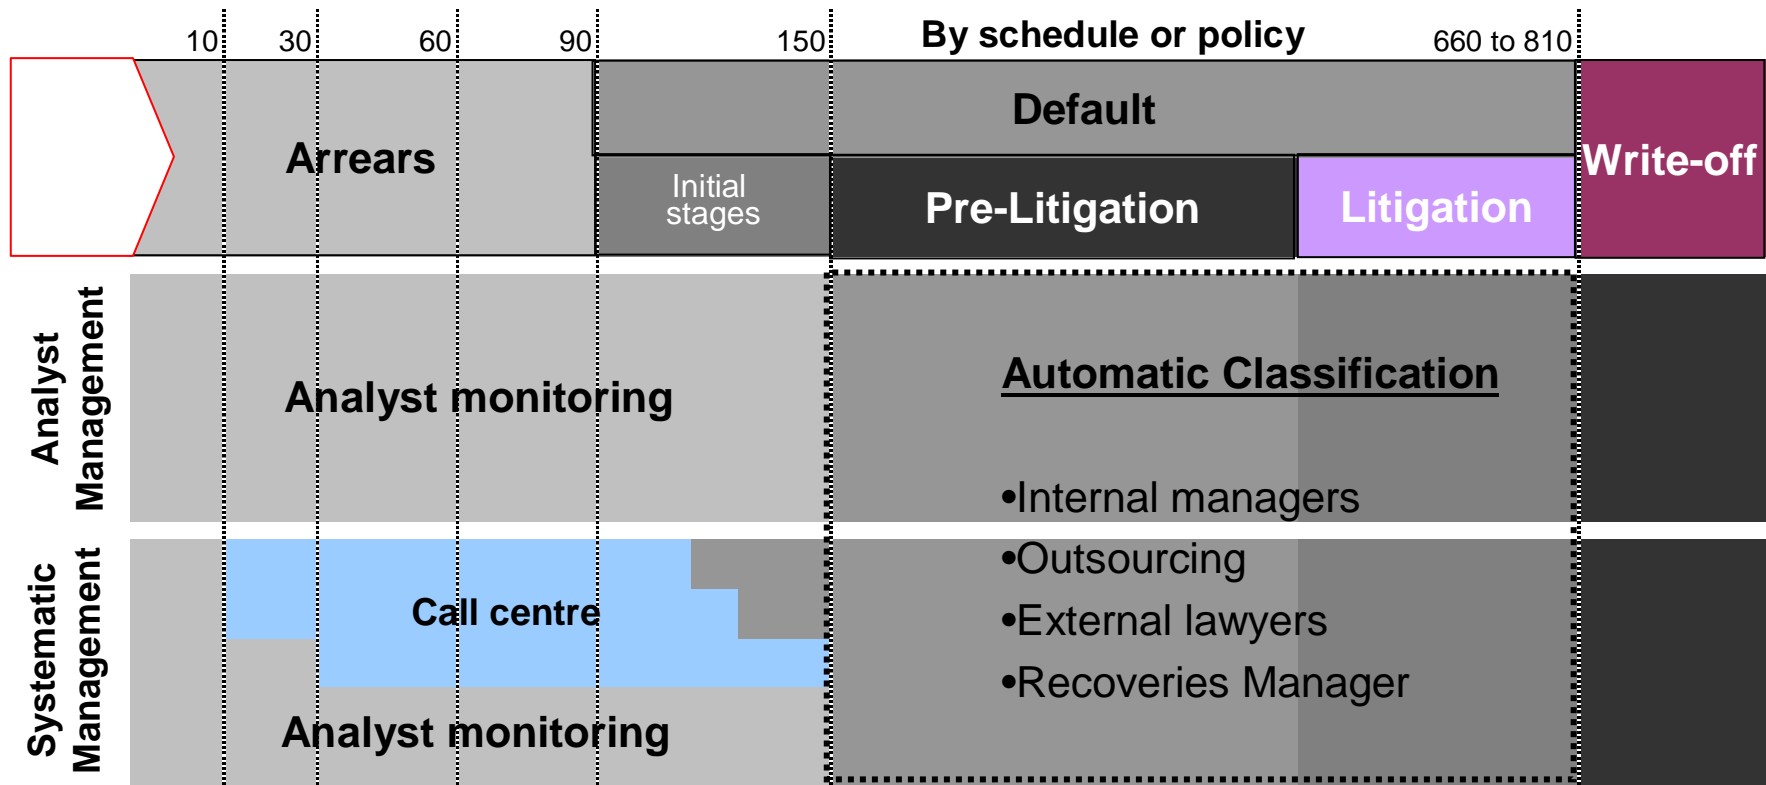 10 30 60 90 150 By schedule or policy 660 to 810
Default
Arrears
Write-off
Initial
stages
Pre-Litigation
Litigation
Analyst
Management
Analyst monitoring
Automatic Classification
•Internal managers
•Outsourcing
•External lawyers
•Recoveries Manager
Systematic
Management
Call centre
Analyst monitoring